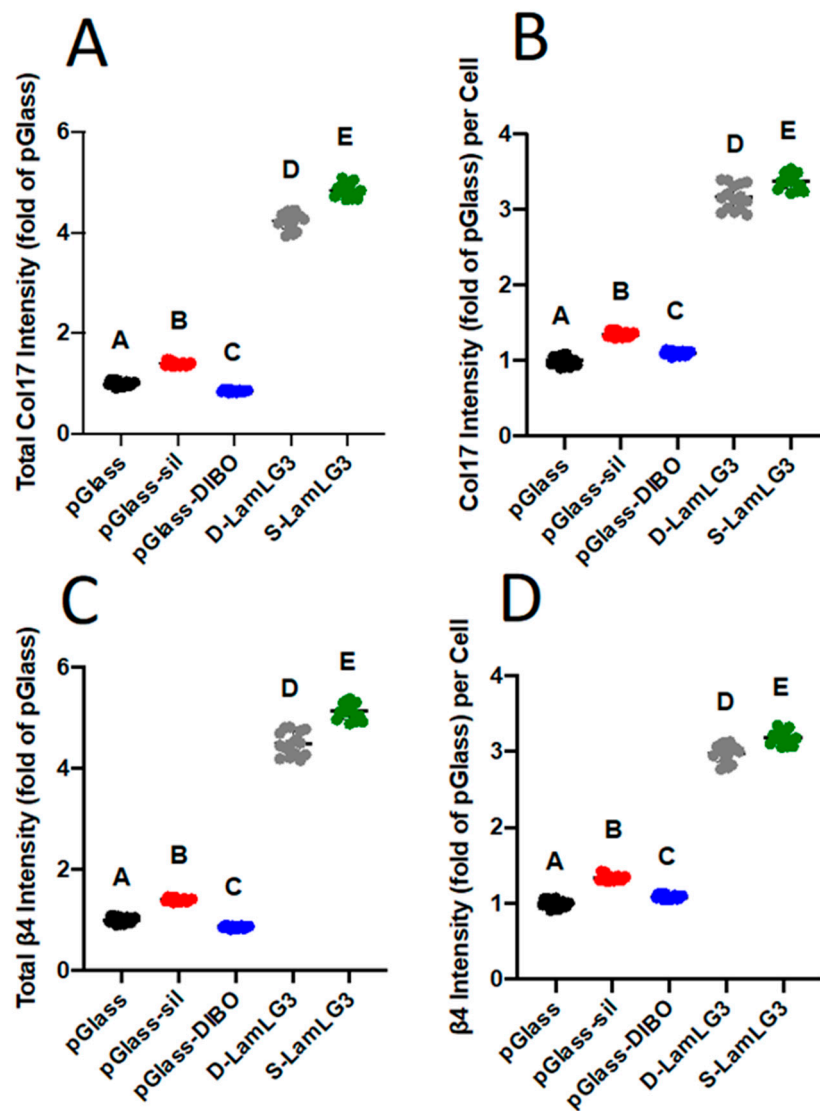 A
Total Col17 Intensity (fold of pGlass)
6
4
2
0
A
B
C
D
E
pGlass
pGlass-sil
pGlass-DIBO
D-LamLG3
S-LamLG3
B
Col17 Intensity (fold of pGlass) per Cell
4
3
2
1
0
A
B
C
D
E
pGlass
pGlass-sil
pGlass-DIBO
D-LamLG3
S-LamLG3
C
Total β4 Intensity (fold of pGlass)
6
4
2
0
A
B
C
D
E
pGlass
pGlass-sil
pGlass-DIBO
D-LamLG3
S-LamLG3
D
β4 Intensity (fold of pGlass) per Cell
4
3
2
1
0
A
B
C
D
E
pGlass
pGlass-sil
pGlass-DIBO
D-LamLG3
S-LamLG3